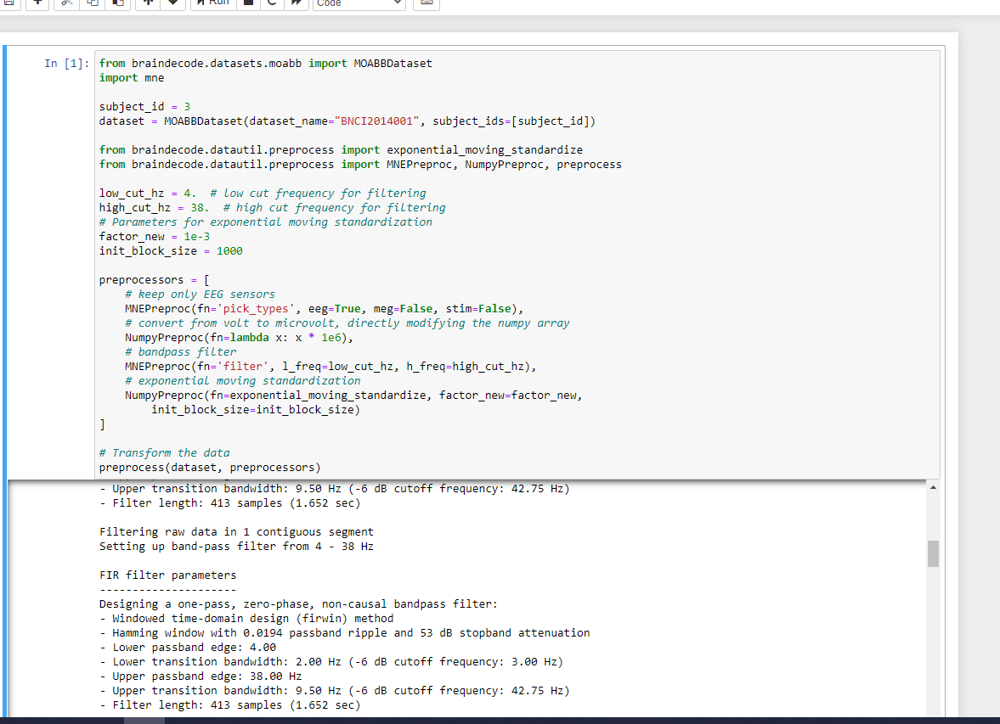 Run
Code
In [1]:
from braindecode.datasets.moabb import MOABBDataset
import mne
subject_id = 3
dataset = MOABBDataset(dataset_name="BNCI2014001", subject_ids=[subject_id])
from braindecode.datautil.preprocess import exponential_moving_standardize
from braindecode.datautil.preprocess import MNEPreproc, NumpyPreproc, preprocess
low_cut_hz = 4.  # low cut frequency for filtering
high_cut_hz = 38.  # high cut frequency for filtering
# Parameters for exponential moving standardization
factor_new = 1e-3
init_block_size = 1000
preprocessors = [
    # keep only EEG sensors
    MNEPreproc(fn='pick_types', eeg=True, meg=False, stim=False),
    # convert from volt to microvolt, directly modifying the numpy array
    NumpyPreproc(fn=lambda x: x * 1e6),
    # bandpass filter
    MNEPreproc(fn='filter', l_freq=low_cut_hz, h_freq=high_cut_hz),
    # exponential moving standardization
    NumpyPreproc(fn=exponential_moving_standardize, factor_new=factor_new,
        init_block_size=init_block_size)
]
# Transform the data
preprocess(dataset, preprocessors)
- Upper transition bandwidth: 9.50 Hz (-6 dB cutoff frequency: 42.75 Hz)
- Filter length: 413 samples (1.652 sec)
Filtering raw data in 1 contiguous segment
Setting up band-pass filter from 4 - 38 Hz
FIR filter parameters
---------------------
Designing a one-pass, zero-phase, non-causal bandpass filter:
- Windowed time-domain design (firwin) method
- Hamming window with 0.0194 passband ripple and 53 dB stopband attenuation
- Lower passband edge: 4.00
- Lower transition bandwidth: 2.00 Hz (-6 dB cutoff frequency: 3.00 Hz)
- Upper passband edge: 38.00 Hz
- Upper transition bandwidth: 9.50 Hz (-6 dB cutoff frequency: 42.75 Hz)
- Filter length: 413 samples (1.652 sec)